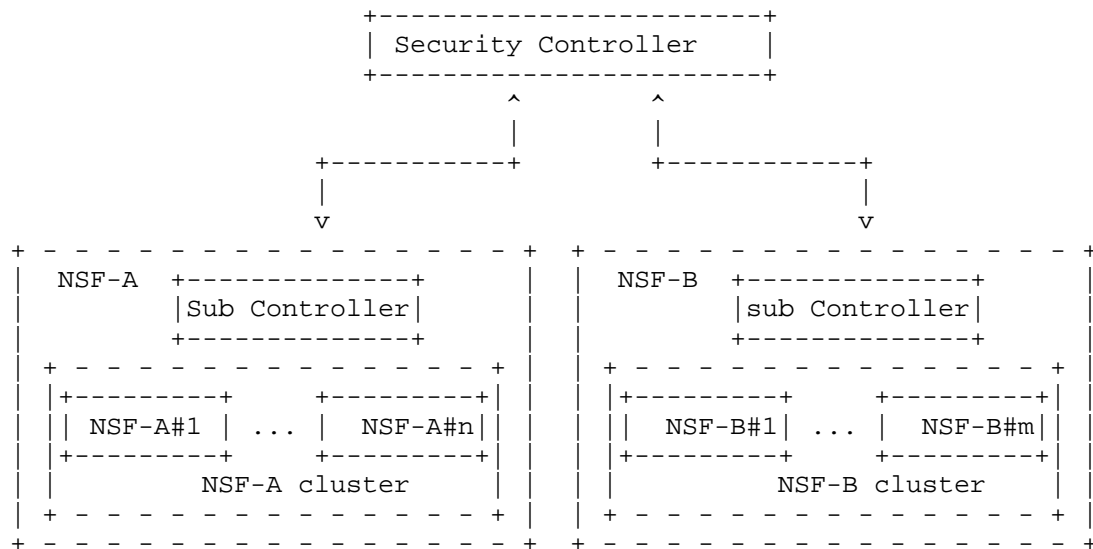 Security Controller
NSF-A
NSF-B
Sub Controller
sub Controller
NSF-A#1 ... NSF-A#n
NSF-B#1 ... NSF-B#m
NSF-A cluster
NSF-B cluster